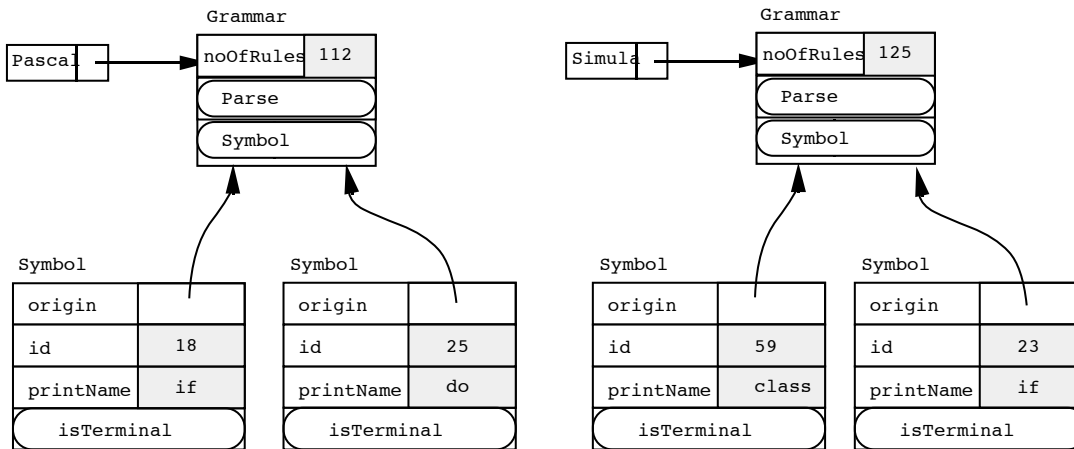 Grammar
Pascal
noOfRules 112
Parse
Symbol
Grammar
Simula
noOfRules 125
Parse
Symbol
Symbol
origin
id 18
printName if
isTerminal
Symbol
origin
id 25
printName do
isTerminal
Symbol
origin
id 59
printName class
isTerminal
Symbol
origin
id 23
printName if
isTerminal